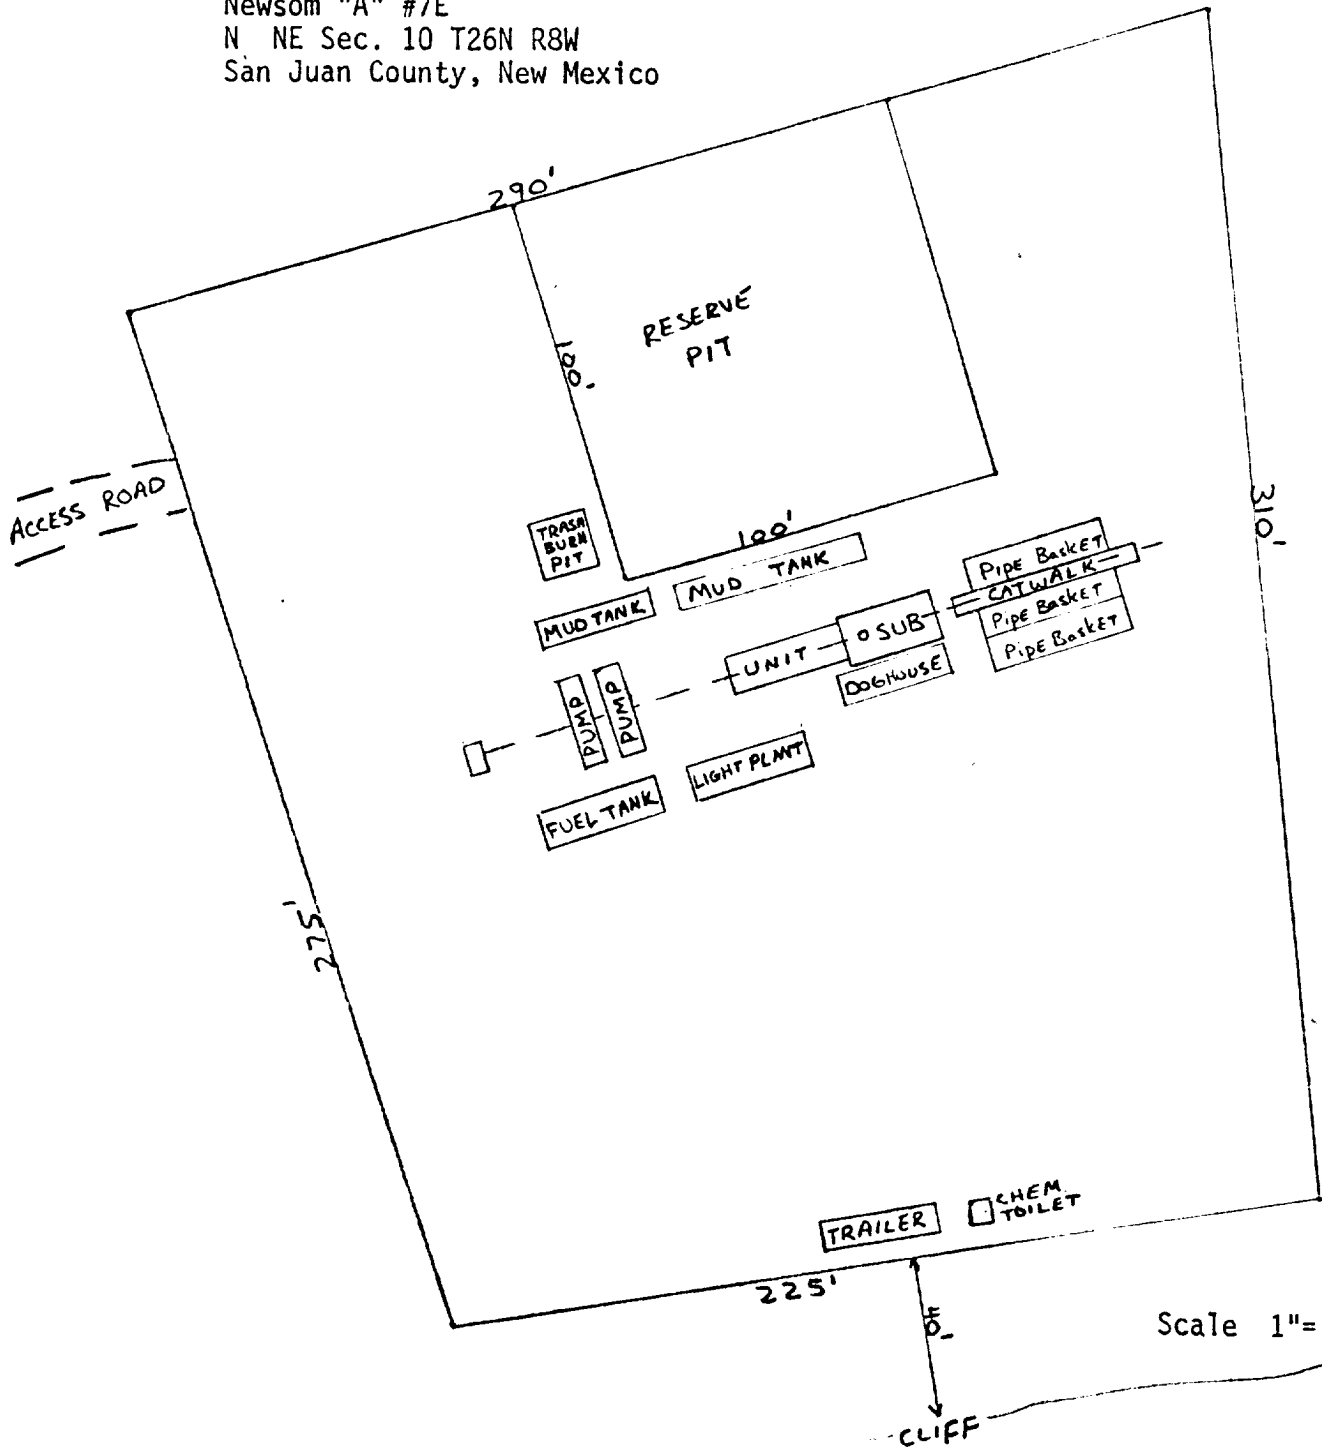 Newsom "A" #7E
N NE Sec. 10 T26N R8W
San Juan County, New Mexico
290'
RESERVE
PIT
100'
ACCESS ROAD
310'
TRASH
BURN
PIT
100'
MUD TANK
MUD TANK
Pipe Basket
CATWALK
Pipe Basket
Pipe Basket
SUB
UNIT
DOGHOUSE
PUMP
PUMP
LIGHT PLANT
FUEL TANK
275'
CHEM.
TOILET
TRAILER
225'
40'
Scale 1"=
CLIFF